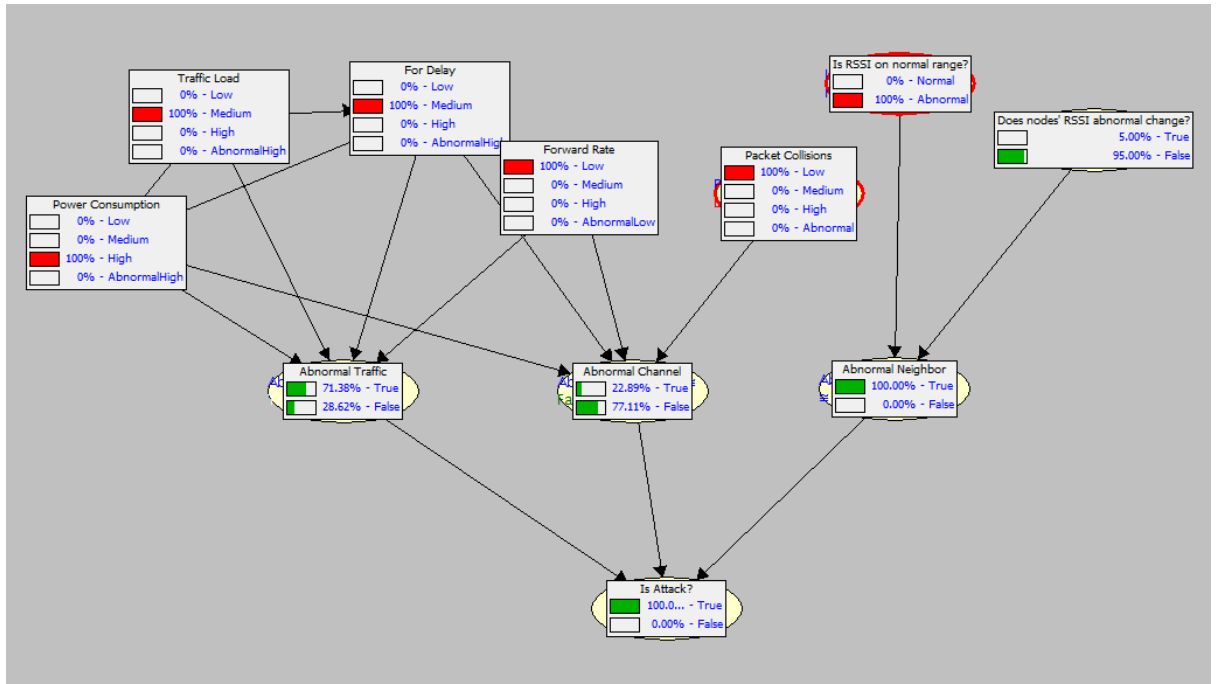 Traffic Load
0% - Low
100% - Medium
0% - High
0% - AbnormalHigh
For Delay
0% - Low
100% - Medium
0% - High
0% - AbnormalHigh
Is RSSI on normal range?
0% - Normal
100% - Abnormal
Does nodes' RSSI abnormal change?
5.00% - True
95.00% - False
Forward Rate
100% - Low
0% - Medium
0% - High
0% - AbnormalLow
Packet Collisions
100% - Low
0% - Medium
0% - High
0% - Abnormal
Power Consumption
0% - Low
0% - Medium
100% - High
0% - AbnormalHigh
Abnormal Traffic
71.38% - True
28.62% - False
Abnormal Channel
22.89% - True
77.11% - False
Abnormal Neighbor
100.00% - True
0.00% - False
Is Attack?
100.0... - True
0.00% - False